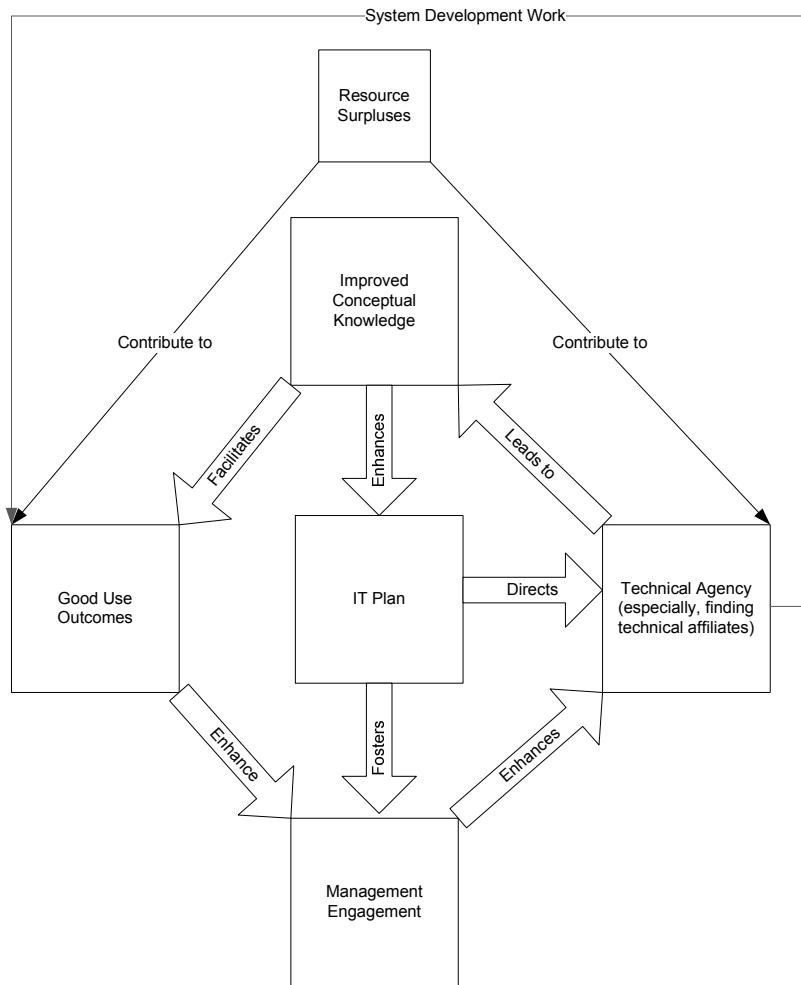 System Development Work
Resource
Surpluses
Improved
Conceptual
Knowledge
Contribute to
Contribute to
Facilitates
Enhances
Leads to
Good Use
Outcomes
IT Plan
Directs
Technical Agency
(especially, finding
technical affiliates)
Enhance
Fosters
Enhances
Management
Engagement